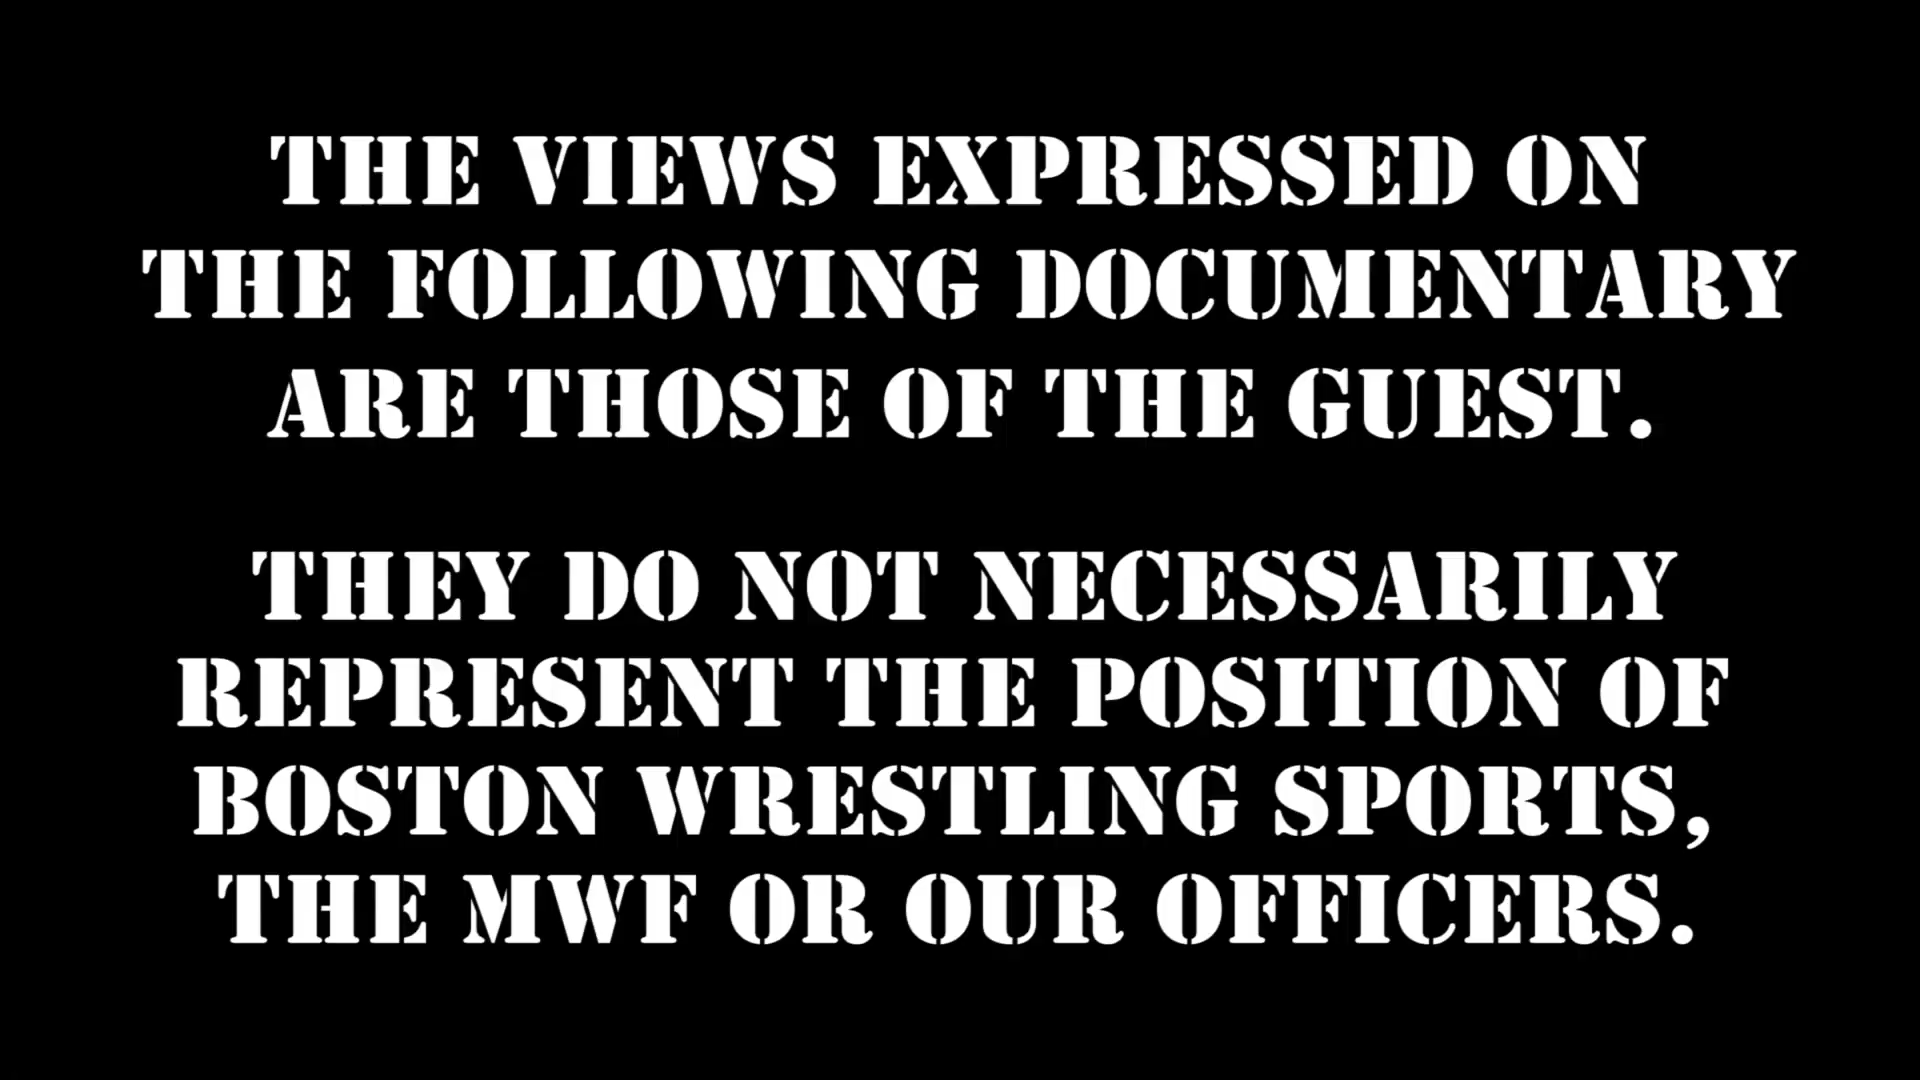 THE VIEWS EXPRESSED ON
THE FOLLOWING DOCUMENTARY
ARE THOSE OF THE GUEST.
THEY DO NOT NECESSARILY
REPRESENT THE POSITION OF
BOSTON WRESTLING SPORTS,
THE MWF OR OUR OFFICERS.